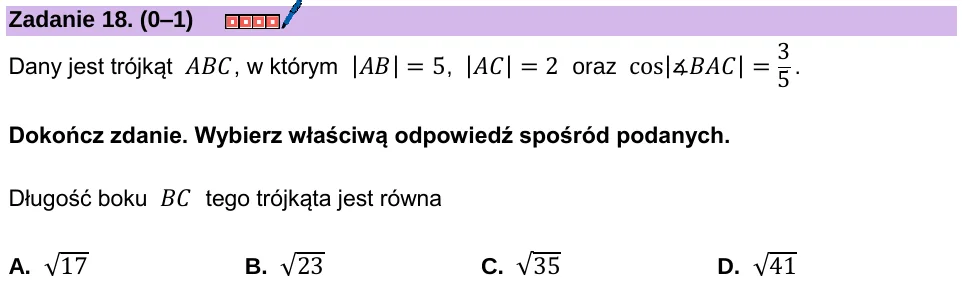 Zadanie 18. (0–1)
Dany jest trójkąt ABC, w którym |AB| = 5, |AC| = 2 oraz cos|∡BAC| = 3/5.
Dokończ zdanie. Wybierz właściwą odpowiedź spośród podanych.
Długość boku BC tego trójkąta jest równa
A. √17 B. √23 C. √35 D. √41